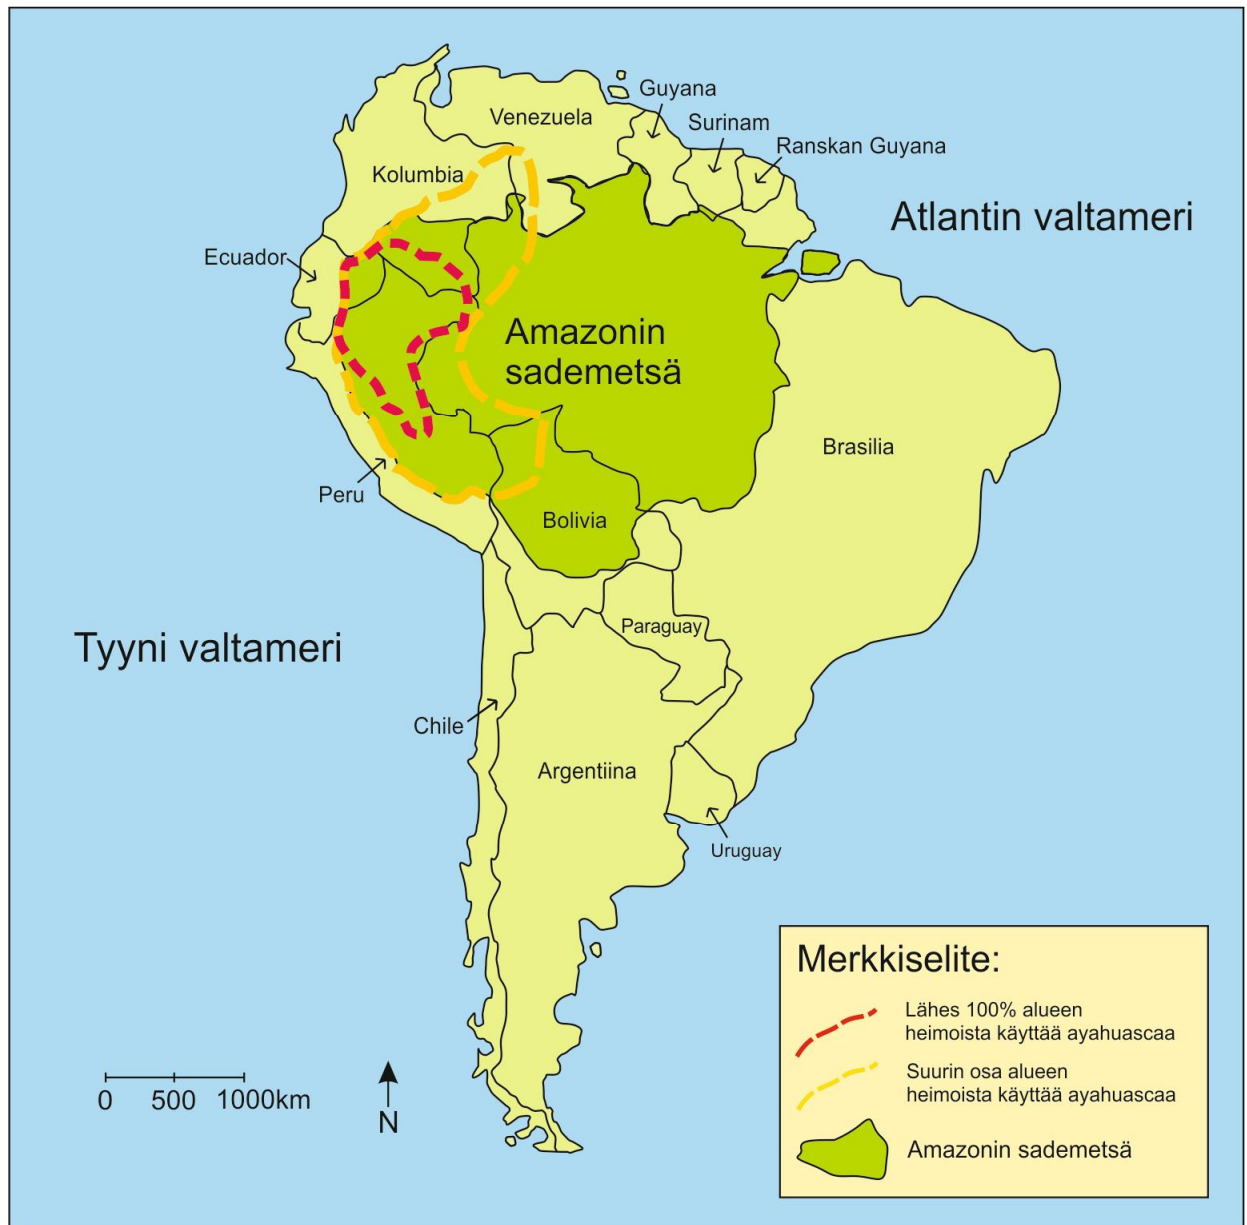 Guyana
Venezuela
Surinam
Ranskan Guyana
Kolumbia
Atlantin valtameri
Ecuador
Amazonin
sademetsä
Brasilia
Peru
Bolivia
Paraguay
Tyyni valtameri
Chile
Argentiina
Uruguay
Merkkiselite:
Lähes 100% alueen
heimoista käyttää ayahuascaa
Suurin osa alueen
heimoista käyttää ayahuascaa
Amazonin sademetsä
0 500 1000km
N